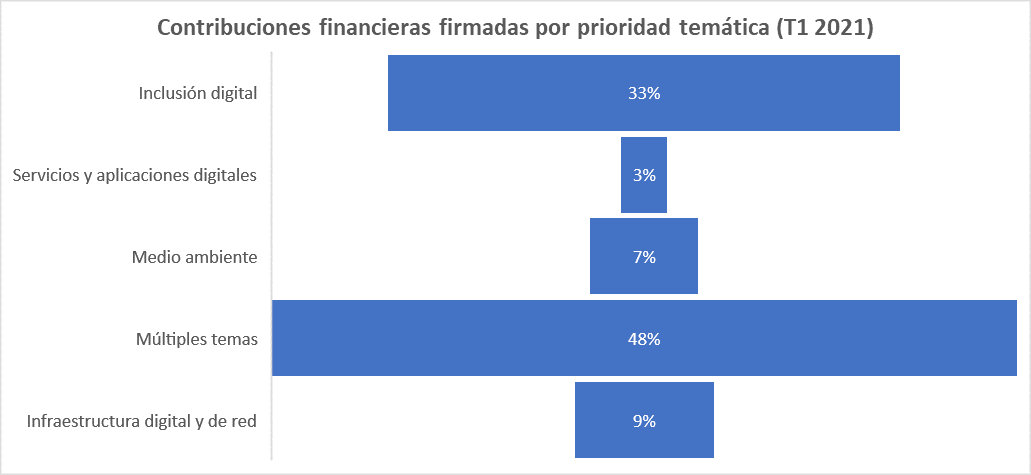 Contribuciones financieras firmadas por prioridad temática (T1 2021)
Inclusión digital 33%
Servicios y aplicaciones digitales 3%
Medio ambiente 7%
Múltiples temas 48%
Infraestructura digital y de red 9%